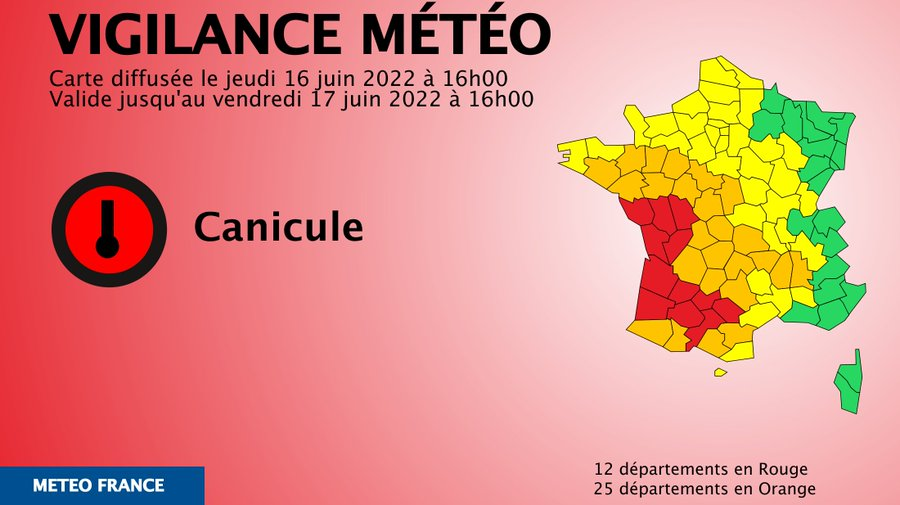 VIGILANCE MÉTÉO
Carte diffusée le jeudi 16 juin 2022 à 16h00
Valide jusqu'au vendredi 17 juin 2022 à 16h00
Canicule
12 départements en Rouge
25 départements en Orange
METEO FRANCE